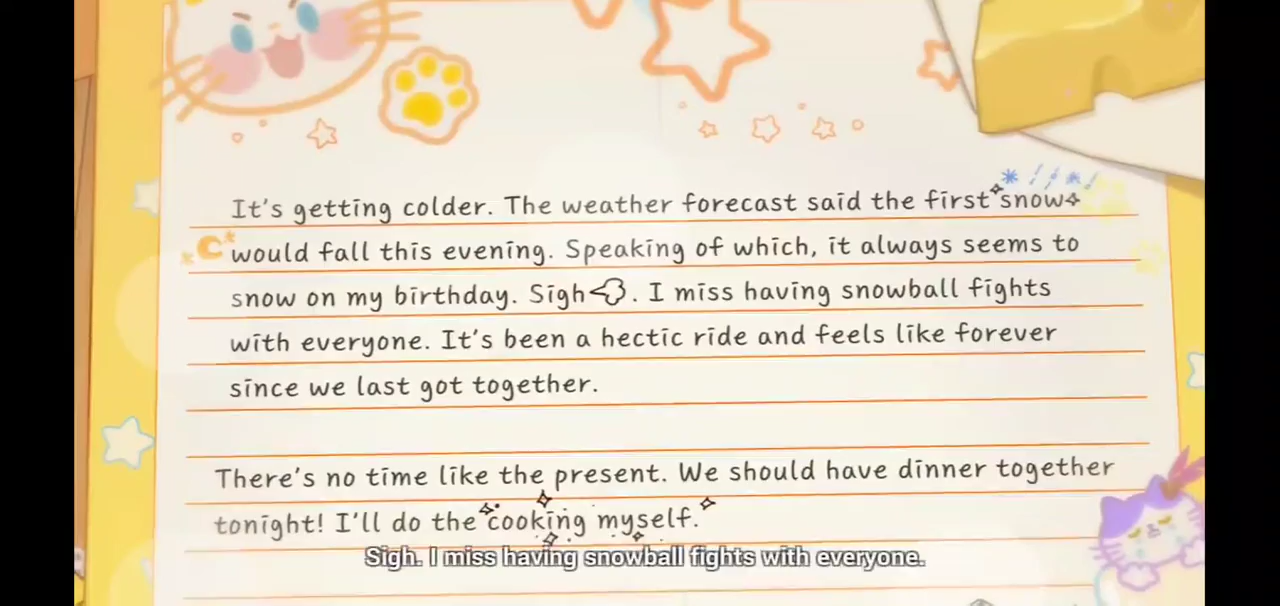 It's getting colder. The weather forecast said the first snow
would fall this evening. Speaking of which, it always seems to
snow on my birthday. Sigh. I miss having snowball fights
with everyone. It's been a hectic ride and feels like forever
since we last got together.
There's no time like the present. We should have dinner together
tonight! I'll do the cooking myself.
Sigh. I miss having snowball fights with everyone.